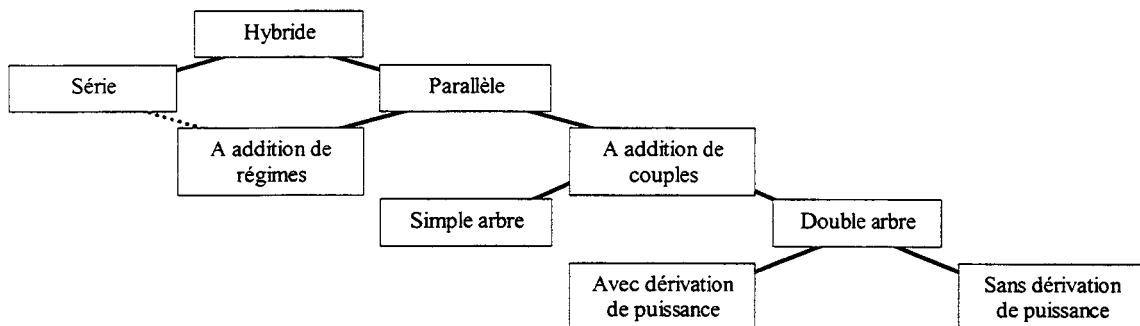 Hybride
Série
Parallèle
A addition de
régimes
A addition de
couples
Simple arbre
Double arbre
Avec dérivation
de puissance
Sans dérivation
de puissance